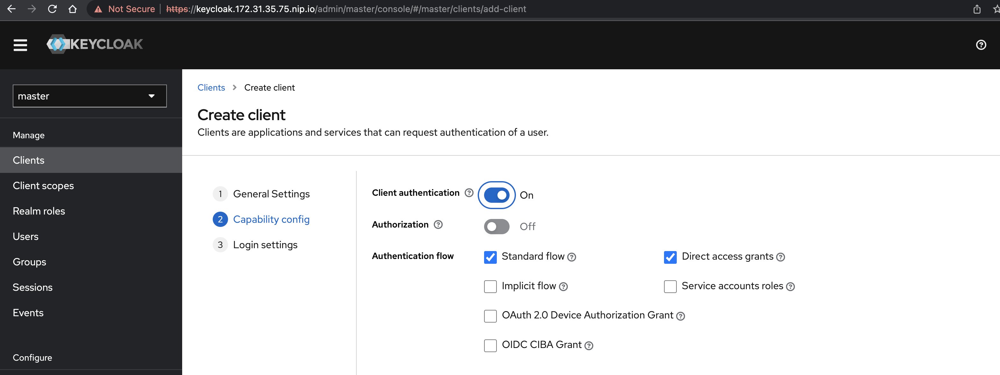 Not Secure https://keycloak.172.31.35.75.nip.io/admin/master/console/#/master/clients/add-client
KEYCLOAK
master
Manage
Clients
Client scopes
Realm roles
Users
Groups
Sessions
Events
Configure
Clients Create client
Create client
Clients are applications and services that can request authentication of a user.
1 General Settings
2 Capability config
3 Login settings
Client authentication On
Authorization Off
Authentication flow Standard flow Direct access grants
Implicit flow Service accounts roles
OAuth 2.0 Device Authorization Grant
OIDC CIBA Grant